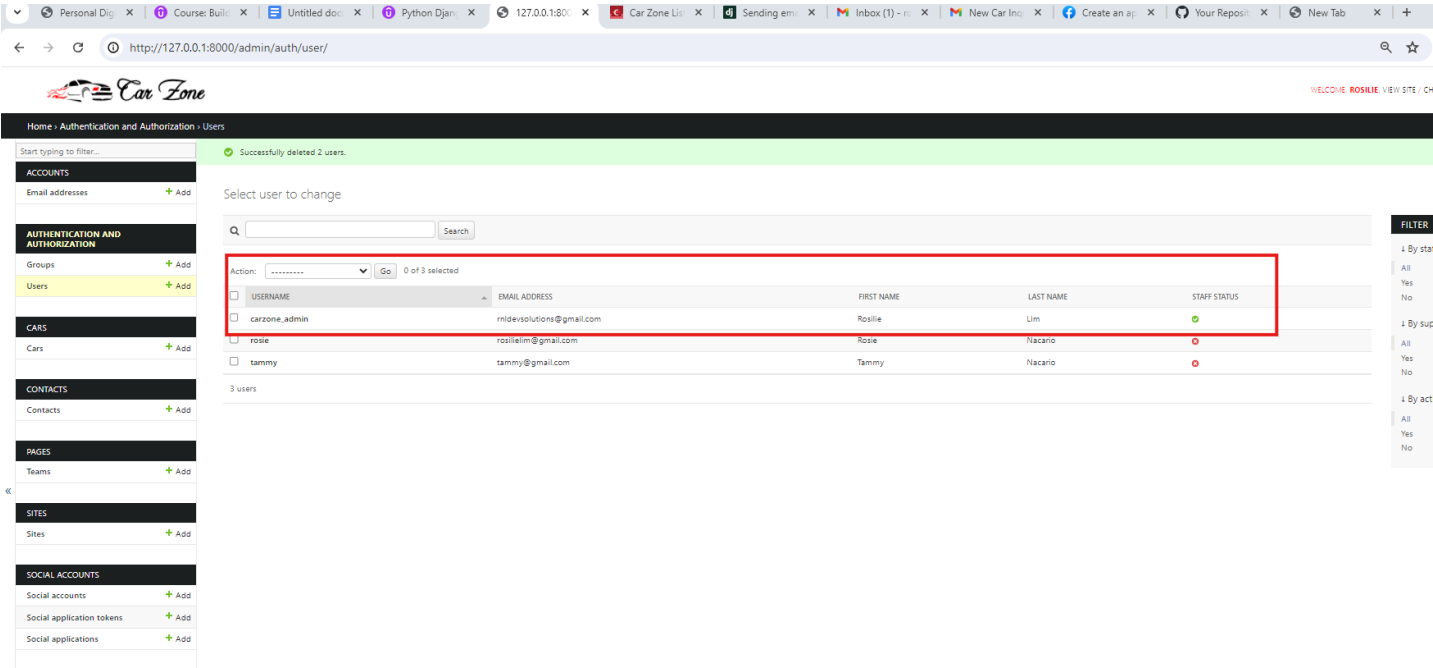 Personal Dig Course: Build Untitled doc Python Djang 127.0.0.1:800 Car Zone List Sending ema Inbox (1) - r New Car Inq Create an ap Your Reposit New Tab
http://127.0.0.1:8000/admin/auth/user/
Car Zone
WELCOME, ROSILIE. VIEW SITE / CH
Home › Authentication and Authorization › Users
Start typing to filter...
Successfully deleted 2 users.
ACCOUNTS
Email addresses + Add
Select user to change
AUTHENTICATION AND
AUTHORIZATION
Groups + Add
Users + Add
CARS
Cars + Add
CONTACTS
Contacts + Add
PAGES
Teams + Add
«
SITES
Sites + Add
SOCIAL ACCOUNTS
Social accounts + Add
Social application tokens + Add
Social applications + Add
Search
Action: --------- Go 0 of 3 selected
USERNAME EMAIL ADDRESS FIRST NAME LAST NAME STAFF STATUS
carzone_admin rnldevsolutions@gmail.com Rosilie Lim
rosie rosilielim@gmail.com Rosie Nacario
tammy tammy@gmail.com Tammy Nacario
3 users
FILTER
↓ By sta
All
Yes
No
↓ By sup
All
Yes
No
↓ By act
All
Yes
No